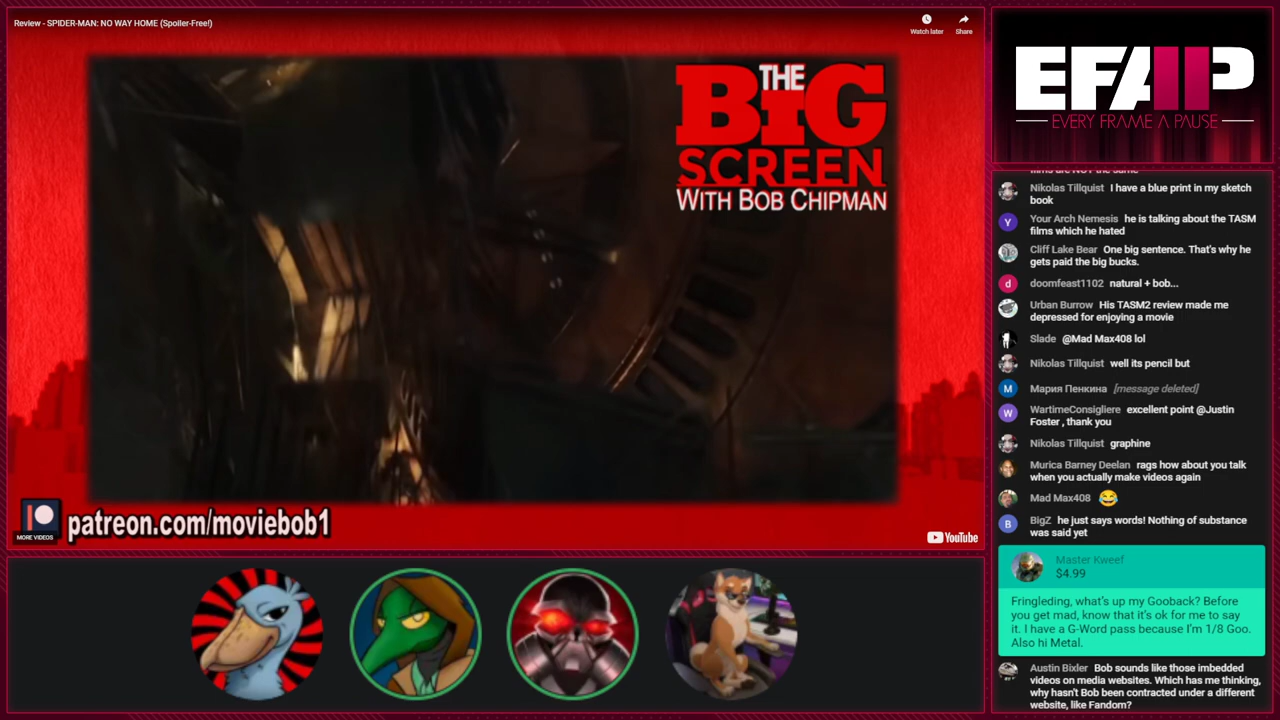 Review - SPIDER-MAN: NO WAY HOME (Spoiler-Free!)
Watch later
Share
THE
BIG
SCREEN
WITH BOB CHIPMAN
MORE VIDEOS
patreon.com/moviebob1
YouTube
EFAP
EVERY FRAME A PAUSE
films are NOT the same
Nikolas Tillquist I have a blue print in my sketch
book
Your Arch Nemesis he is talking about the TASM
films which he hated
Cliff Lake Bear One big sentence. That's why he
gets paid the big bucks.
doomfeast1102 natural + bob...
Urban Burrow His TASM2 review made me
depressed for enjoying a movie
Slade @Mad Max408 lol
Nikolas Tillquist well its pencil but
Мария Пенкина [message deleted]
WartimeConsigliere excellent point @Justin
Foster , thank you
Nikolas Tillquist graphine
Murica Barney Deelan rags how about you talk
when you actually make videos again
Mad Max408 😂
BigZ he just says words! Nothing of substance
was said yet
Master Kweef
$4.99
Fringleding, what's up my Gooback? Before
you get mad, know that it's ok for me to say
it. I have a G-Word pass because I'm 1/8 Goo.
Also hi Metal.
Austin Bixler Bob sounds like those imbedded
videos on media websites. Which has me thinking,
why hasn't Bob been contracted under a different
website, like Fandom?